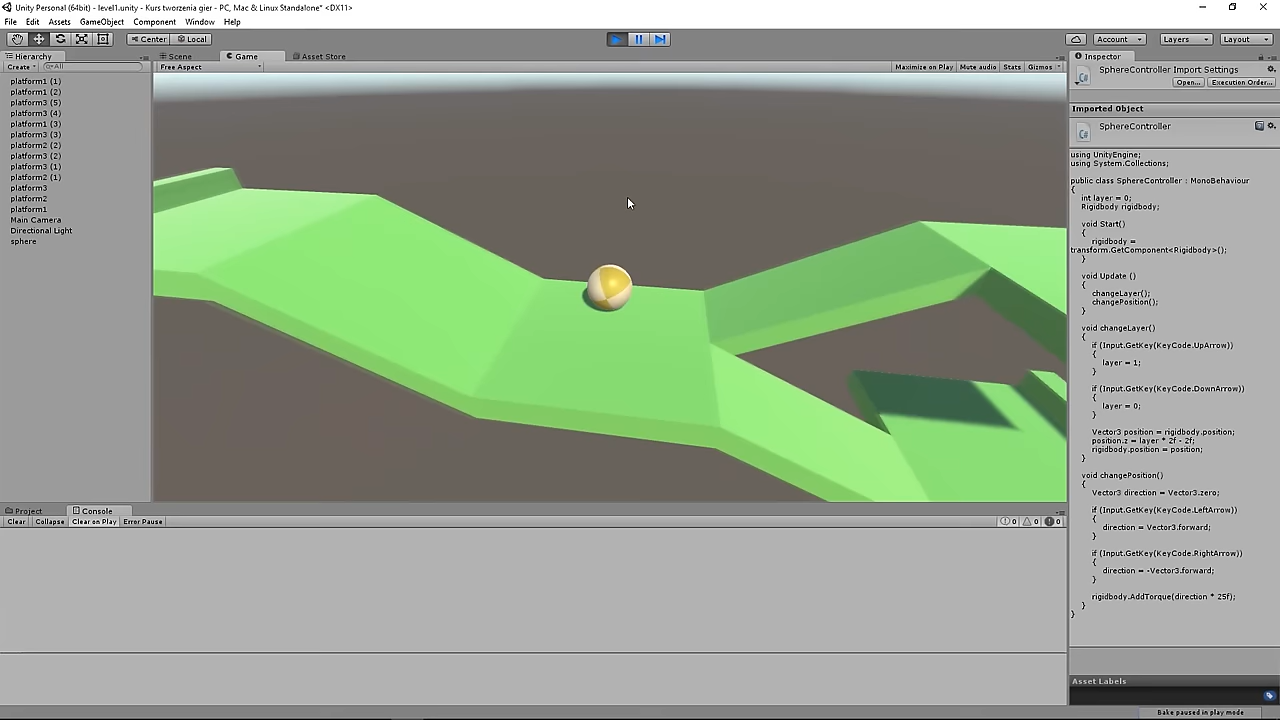 Unity Personal (64bit) - level1.unity - Kurs tworzenia gier - PC, Mac & Linux Standalone* <DX11>
File Edit Assets GameObject Component Window Help
Center Local Account Layers Layout
Hierarchy
Create All
platform1 (1)
platform1 (2)
platform3 (5)
platform3 (4)
platform1 (3)
platform3 (3)
platform2 (2)
platform3 (2)
platform3 (1)
platform2 (1)
platform3
platform2
platform1
Main Camera
Directional Light
sphere
Scene Game Asset Store
Free Aspect Maximize on Play Mute audio Stats Gizmos
Project Console
Clear Collapse Clear on Play Error Pause 0 0 0
Inspector
SphereController Import Settings
Open... Execution Order...
Imported Object
C# SphereController
using UnityEngine;
using System.Collections;
public class SphereController : MonoBehaviour
{
int layer = 0;
Rigidbody rigidbody;
void Start()
{
rigidbody =
transform.GetComponent<Rigidbody>();
}
void Update ()
{
changeLayer();
changePosition();
}
void changeLayer()
{
if (Input.GetKey(KeyCode.UpArrow))
{
layer = 1;
}
if (Input.GetKey(KeyCode.DownArrow))
{
layer = 0;
}
Vector3 position = rigidbody.position;
position.z = layer * 2f - 2f;
rigidbody.position = position;
}
void changePosition()
{
Vector3 direction = Vector3.zero;
if (Input.GetKey(KeyCode.LeftArrow))
{
direction = Vector3.forward;
}
if (Input.GetKey(KeyCode.RightArrow))
{
direction = -Vector3.forward;
}
rigidbody.AddTorque(direction * 25f);
}
}
Asset Labels
Bake paused in play mode